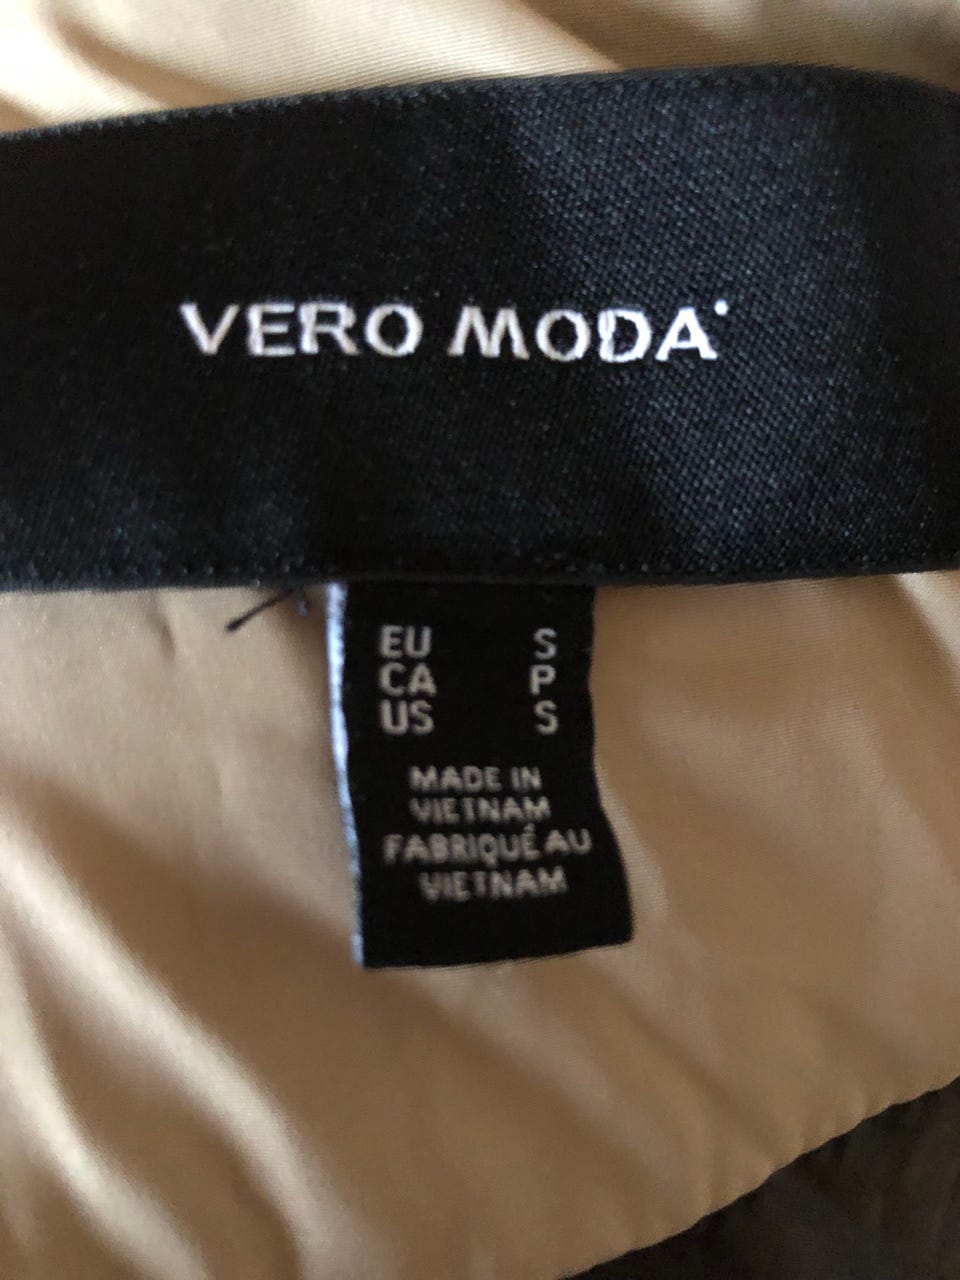 VERO MODA
EU S
CA P
US S
MADE IN
VIETNAM
FABRIQUÉ AU
VIETNAM